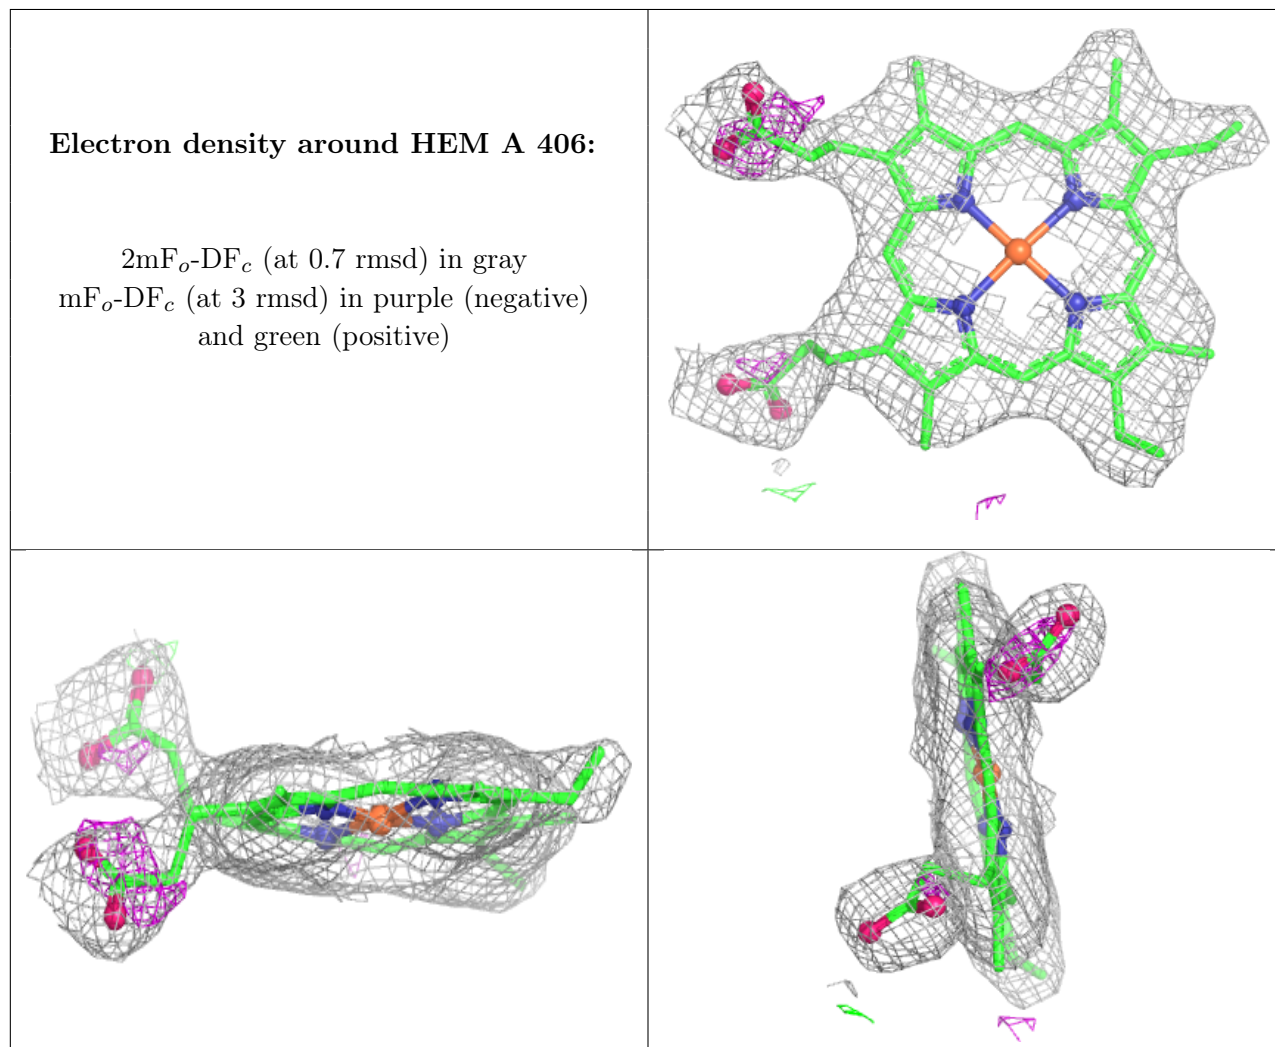 Electron density around HEM A 406:
2mFo-DFc (at 0.7 rmsd) in gray
mFo-DFc (at 3 rmsd) in purple (negative)
and green (positive)